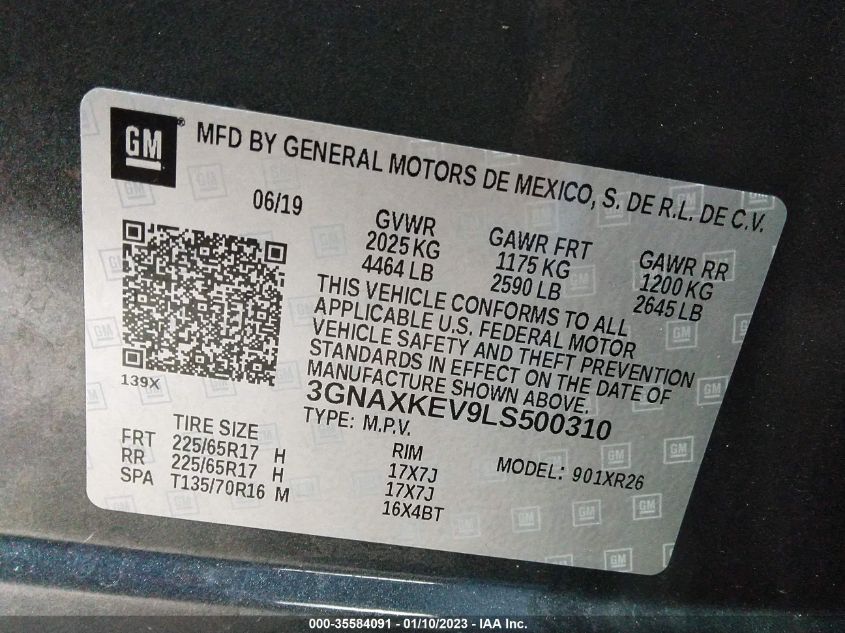 GM®
MFD BY GENERAL MOTORS DE MEXICO, S. DE R.L. DE C.V.
06/19
GVWR GAWR FRT GAWR RR
2025 KG 1175 KG 1200 KG
4464 LB 2590 LB 2645 LB
THIS VEHICLE CONFORMS TO ALL
APPLICABLE U.S. FEDERAL MOTOR
VEHICLE SAFETY AND THEFT PREVENTION
STANDARDS IN EFFECT ON THE DATE OF
MANUFACTURE SHOWN ABOVE.
139X
3GNAXKEV9LS500310
TYPE: M.P.V. MODEL: 901XR26
TIRE SIZE RIM
FRT 225/65R17 H 17X7J
RR 225/65R17 H 17X7J
SPA T135/70R16 M 16X4BT
000-35584091 - 01/10/2023 - IAA Inc.